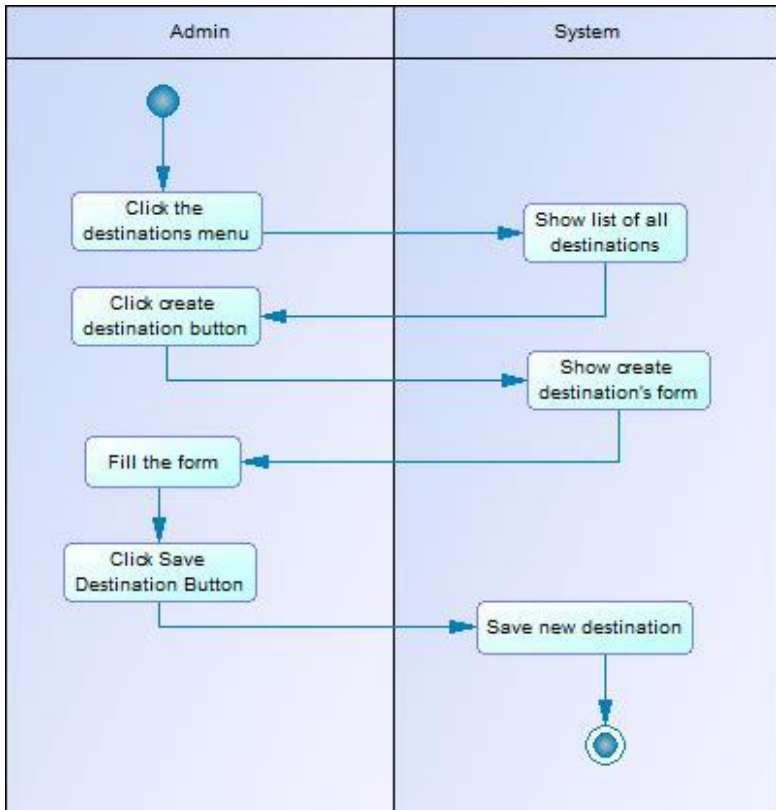 Admin
System
Click the
destinations menu
Show list of all
destinations
Click create
destination button
Show create
destination's form
Fill the form
Click Save
Destination Button
Save new destination